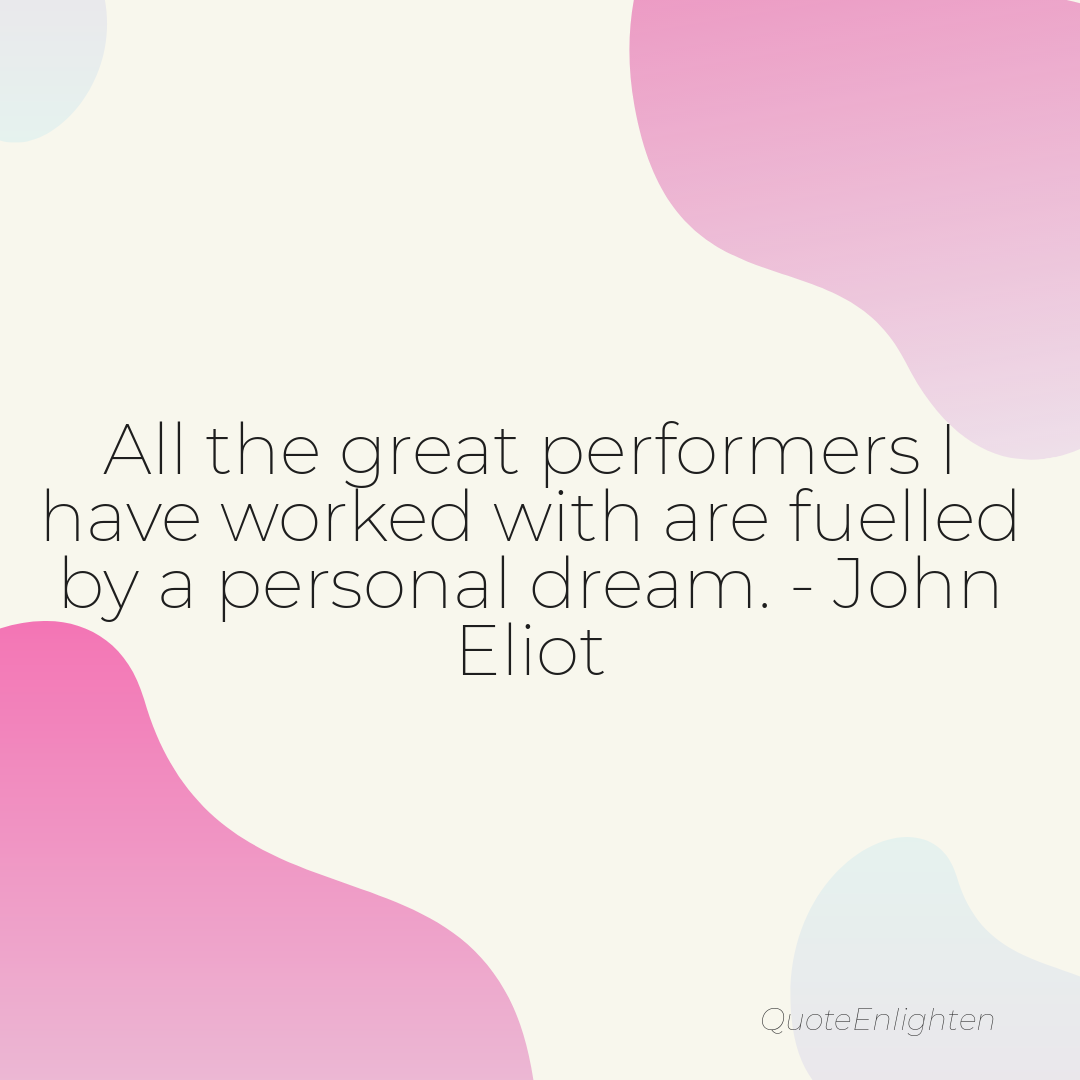 All the great performers I
have worked with are fuelled
by a personal dream. - John
Eliot
QuoteEnlighten